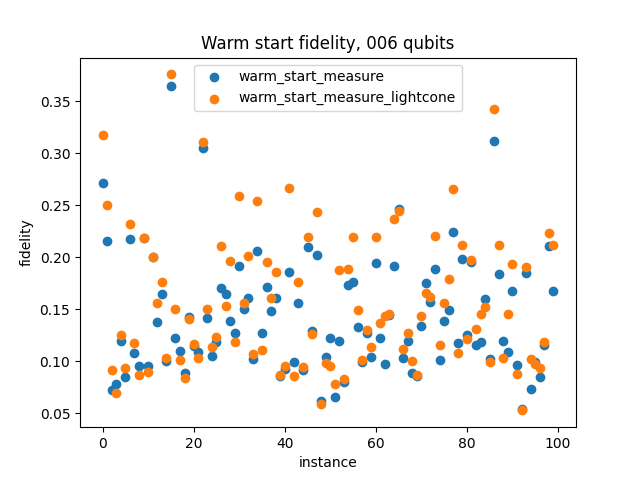 Warm start fidelity, 006 qubits
warm_start_measure
warm_start_measure_lightcone
fidelity
0.35
0.30
0.25
0.20
0.15
0.10
0.05
0 20 40 60 80 100
instance